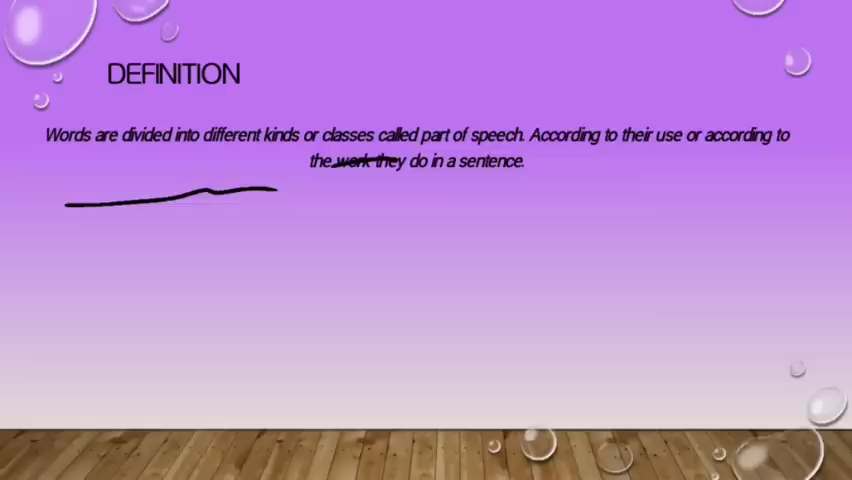 DEFINITION
Words are divided into different kinds or classes called part of speech. According to their use or according to
the work they do in a sentence.